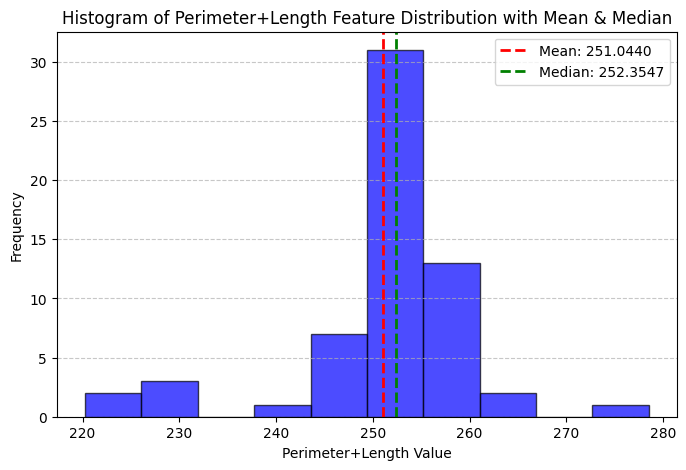 Histogram of Perimeter+Length Feature Distribution with Mean & Median
Mean: 251.0440
Median: 252.3547
30
25
20
15
10
5
0
Frequency
220 230 240 250 260 270 280
Perimeter+Length Value